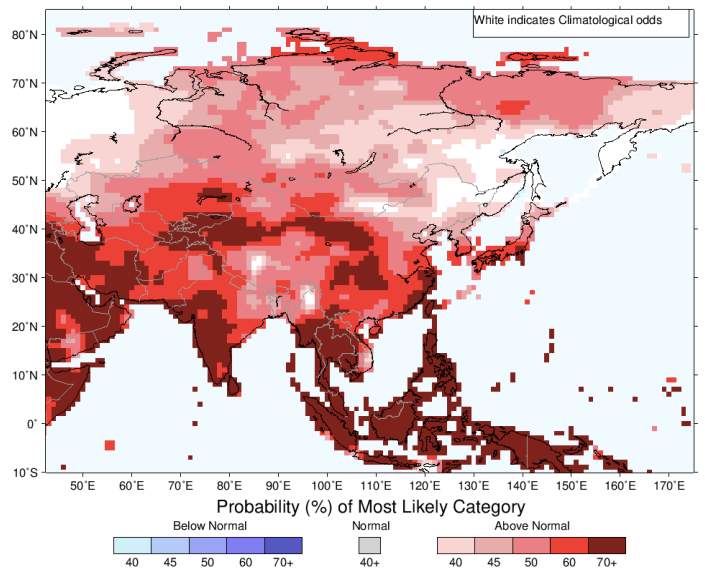 White indicates Climatological odds
80˚N
70˚N
60˚N
50˚N
40˚N
30˚N
20˚N
10˚N
0˚
10˚S
50˚E 60˚E 70˚E 80˚E 90˚E 100˚E 110˚E 120˚E 130˚E 140˚E 150˚E 160˚E 170˚E
Probability (%) of Most Likely Category
Below Normal Normal Above Normal
40 45 50 60 70+ 40+ 40 45 50 60 70+